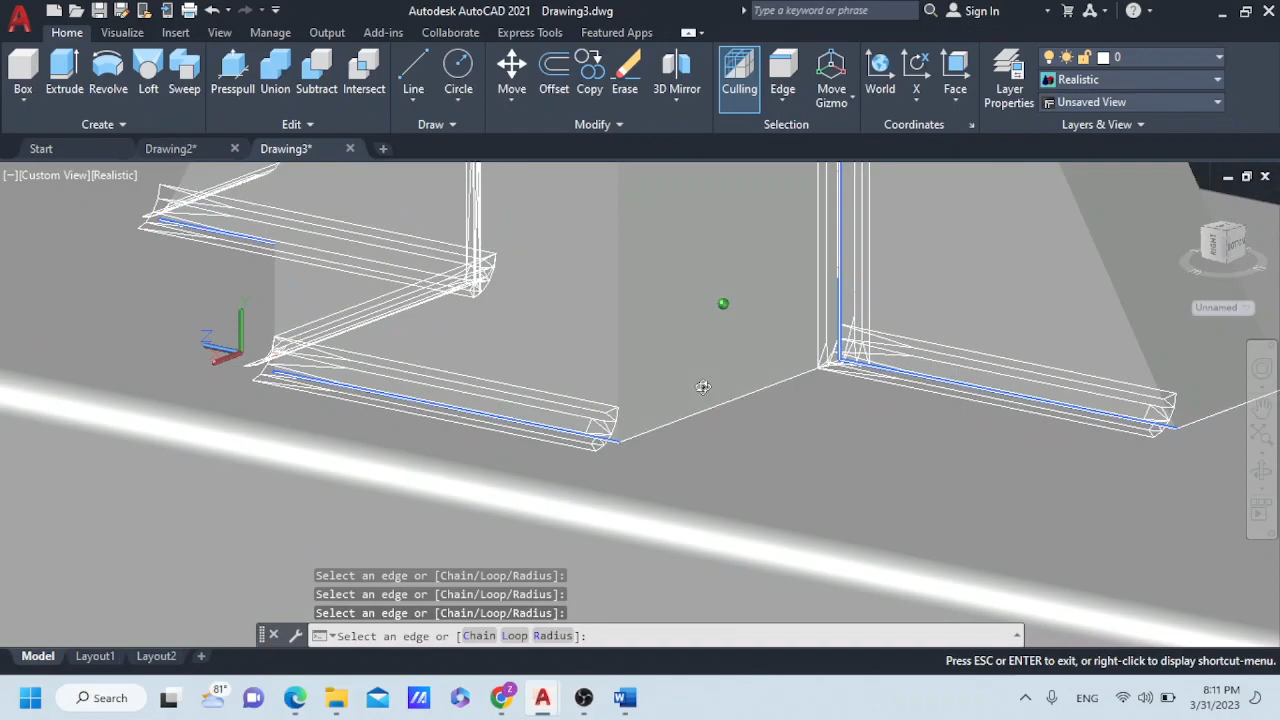 Autodesk AutoCAD 2021 Drawing3.dwg
Type a keyword or phrase
Sign In
Home Visualize Insert View Manage Output Add-ins Collaborate Express Tools Featured Apps
Box Extrude Revolve Loft Sweep Presspull Union Subtract Intersect Line Circle Move Offset Copy Erase 3D Mirror Culling Edge Move Gizmo World X Face Layer Properties
0
Realistic
Unsaved View
Create Edit Draw Modify Selection Coordinates Layers & View
Start Drawing2* Drawing3*
[−][Custom View][Realistic]
RIGHT BOTTOM
Unnamed
Y
Z
Select an edge or [Chain/Loop/Radius]:
Select an edge or [Chain/Loop/Radius]:
Select an edge or [Chain/Loop/Radius]:
Select an edge or [Chain Loop Radius]:
Model Layout1 Layout2
Press ESC or ENTER to exit, or right-click to display shortcut-menu.
Search
81°
ENG
8:11 PM
3/31/2023